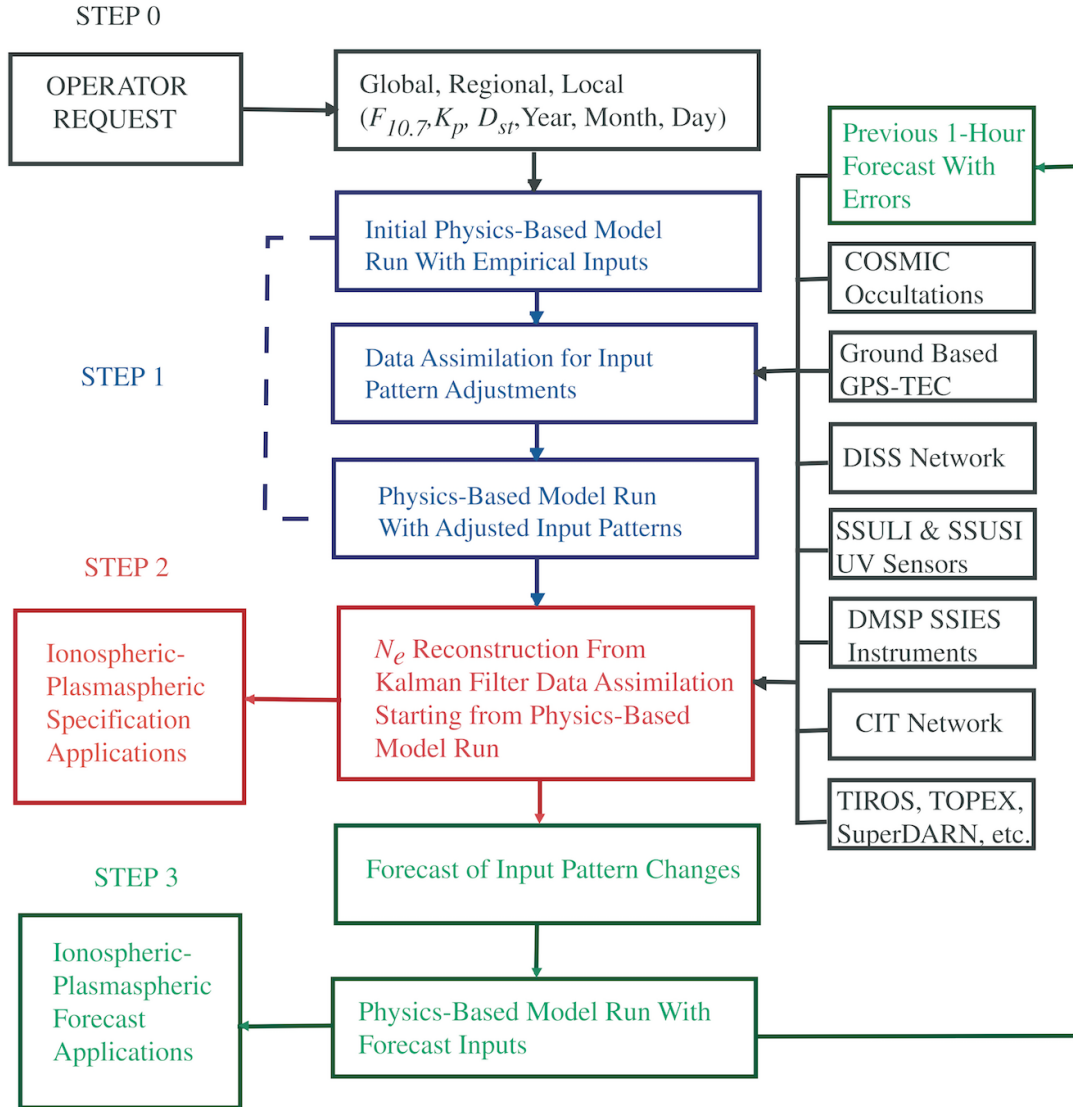 STEP 0
OPERATOR
REQUEST
Global, Regional, Local
(F10.7,Kp, Dst,Year, Month, Day)
Initial Physics-Based Model
Run With Empirical Inputs
STEP 1
Data Assimilation for Input
Pattern Adjustments
Physics-Based Model Run
With Adjusted Input Patterns
STEP 2
Ionospheric-
Plasmaspheric
Specification
Applications
Ne Reconstruction From
Kalman Filter Data Assimilation
Starting from Physics-Based
Model Run
STEP 3
Forecast of Input Pattern Changes
Ionospheric-
Plasmaspheric
Forecast
Applications
Physics-Based Model Run With
Forecast Inputs
Previous 1-Hour
Forecast With
Errors
COSMIC
Occultations
Ground Based
GPS-TEC
DISS Network
SSULI & SSUSI
UV Sensors
DMSP SSIES
Instruments
CIT Network
TIROS, TOPEX,
SuperDARN, etc.